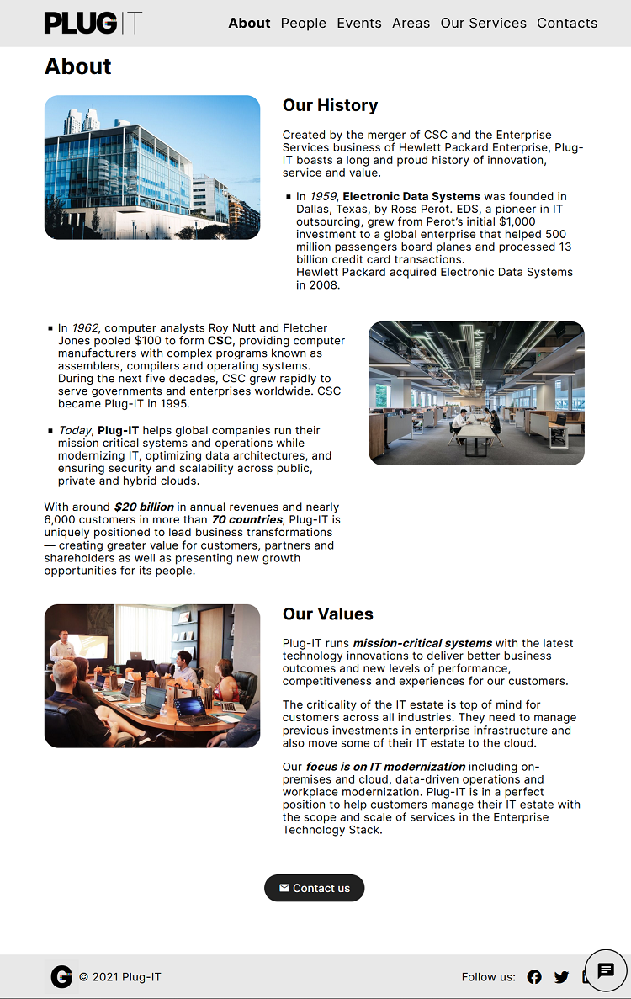 PLUGIT
About People Events Areas Our Services Contacts
About
Our History
Created by the merger of CSC and the Enterprise
Services business of Hewlett Packard Enterprise, Plug-
IT boasts a long and proud history of innovation,
service and value.
▪ In 1959, Electronic Data Systems was founded in
Dallas, Texas, by Ross Perot. EDS, a pioneer in IT
outsourcing, grew from Perot's initial $1,000
investment to a global enterprise that helped 500
million passengers board planes and processed 13
billion credit card transactions.
Hewlett Packard acquired Electronic Data Systems
in 2008.
▪ In 1962, computer analysts Roy Nutt and Fletcher
Jones pooled $100 to form CSC, providing computer
manufacturers with complex programs known as
assemblers, compilers and operating systems.
During the next five decades, CSC grew rapidly to
serve governments and enterprises worldwide. CSC
became Plug-IT in 1995.
▪ Today, Plug-IT helps global companies run their
mission critical systems and operations while
modernizing IT, optimizing data architectures, and
ensuring security and scalability across public,
private and hybrid clouds.
With around $20 billion in annual revenues and nearly
6,000 customers in more than 70 countries, Plug-IT is
uniquely positioned to lead business transformations
— creating greater value for customers, partners and
shareholders as well as presenting new growth
opportunities for its people.
Our Values
Plug-IT runs mission-critical systems with the latest
technology innovations to deliver better business
outcomes and new levels of performance,
competitiveness and experiences for our customers.
The criticality of the IT estate is top of mind for
customers across all industries. They need to manage
previous investments in enterprise infrastructure and
also move some of their IT estate to the cloud.
Our focus is on IT modernization including on-
premises and cloud, data-driven operations and
workplace modernization. Plug-IT is in a perfect
position to help customers manage their IT estate with
the scope and scale of services in the Enterprise
Technology Stack.
Contact us
G © 2021 Plug-IT
Follow us: